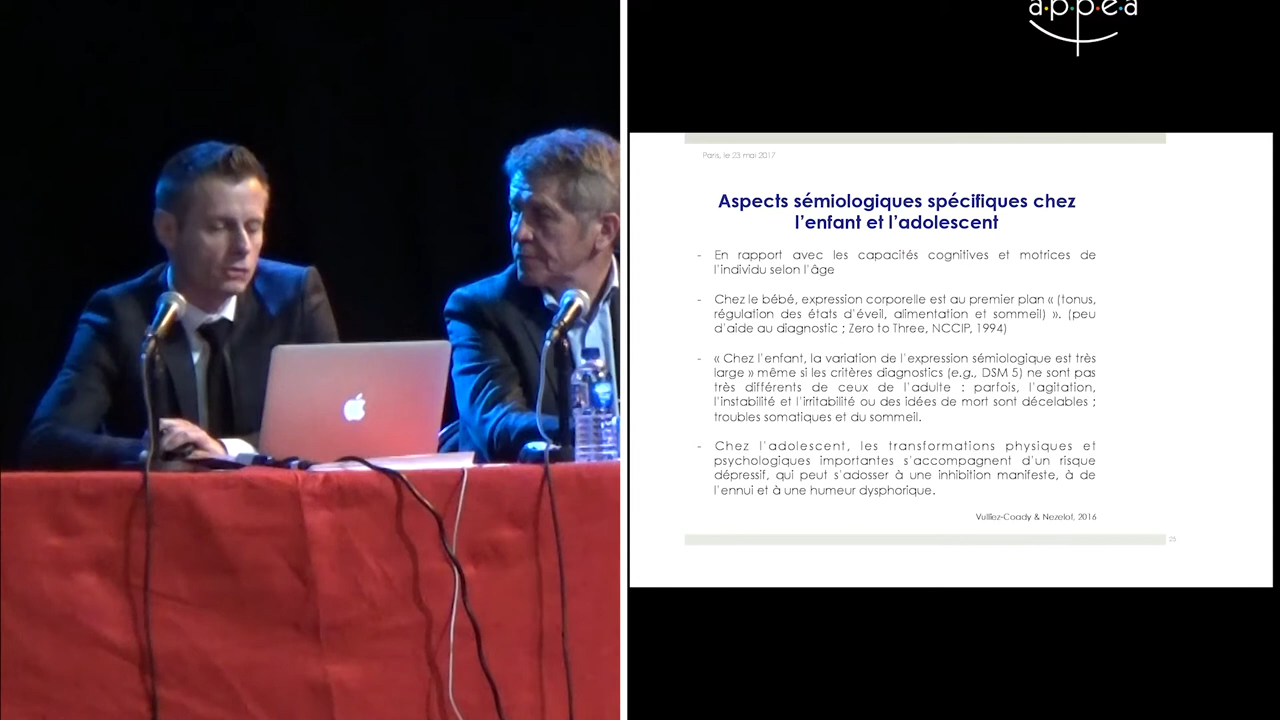 a·p·p·e·a
Paris, le 23 mai 2017
Aspects sémiologiques spécifiques chez
l'enfant et l'adolescent
- En rapport avec les capacités cognitives et motrices de
l'individu selon l'âge
- Chez le bébé, expression corporelle est au premier plan « (tonus,
régulation des états d'éveil, alimentation et sommeil) ». (peu
d'aide au diagnostic ; Zero to Three, NCCIP, 1994)
- « Chez l'enfant, la variation de l'expression sémiologique est très
large » même si les critères diagnostics (e.g., DSM 5) ne sont pas
très différents de ceux de l'adulte : parfois, l'agitation,
l'instabilité et l'irritabilité ou des idées de mort sont décelables ;
troubles somatiques et du sommeil.
- Chez l'adolescent, les transformations physiques et
psychologiques importantes s'accompagnent d'un risque
dépressif, qui peut s'adosser à une inhibition manifeste, à de
l'ennui et à une humeur dysphorique.
Vulliez-Coady & Nezelof, 2016